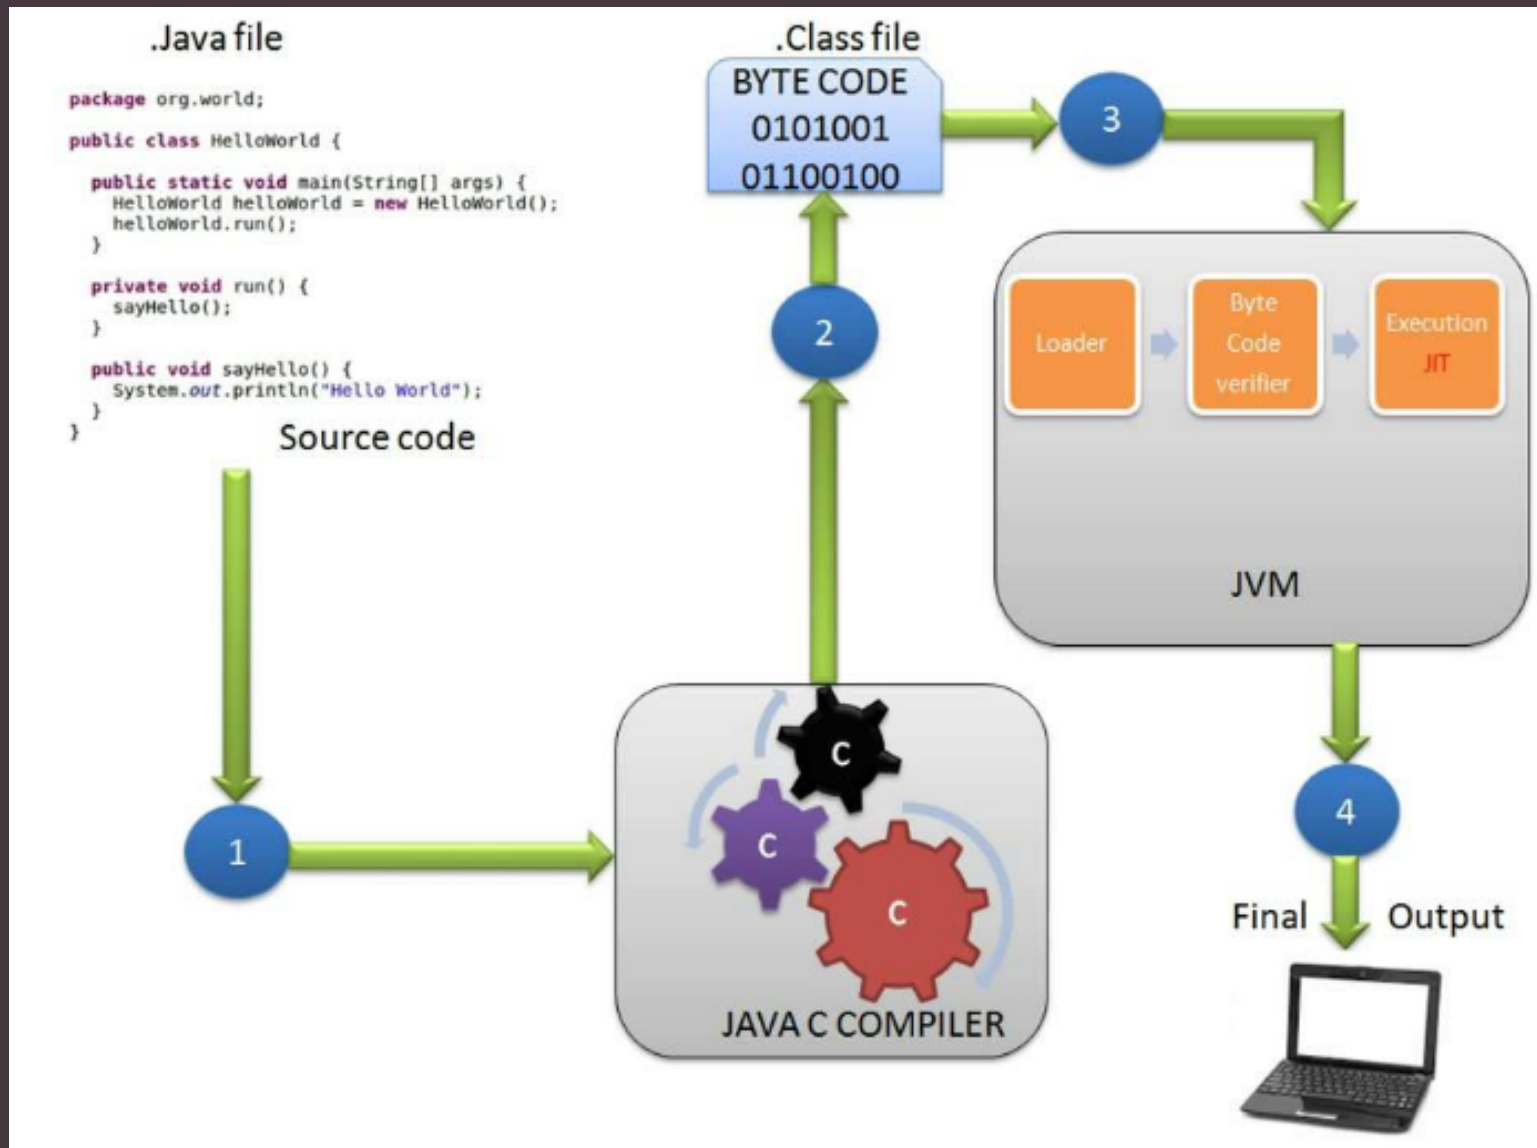 .Java file
package org.world;
public class HelloWorld {
public static void main(String[] args) {
HelloWorld helloWorld = new HelloWorld();
helloWorld.run();
}
private void run() {
sayHello();
}
public void sayHello() {
System.out.println("Hello World");
}
}
Source code
1
C
C
C
JAVA C COMPILER
2
.Class file
BYTE CODE
0101001
01100100
3
Loader
Byte
Code
verifier
Execution
JIT
JVM
4
Final Output